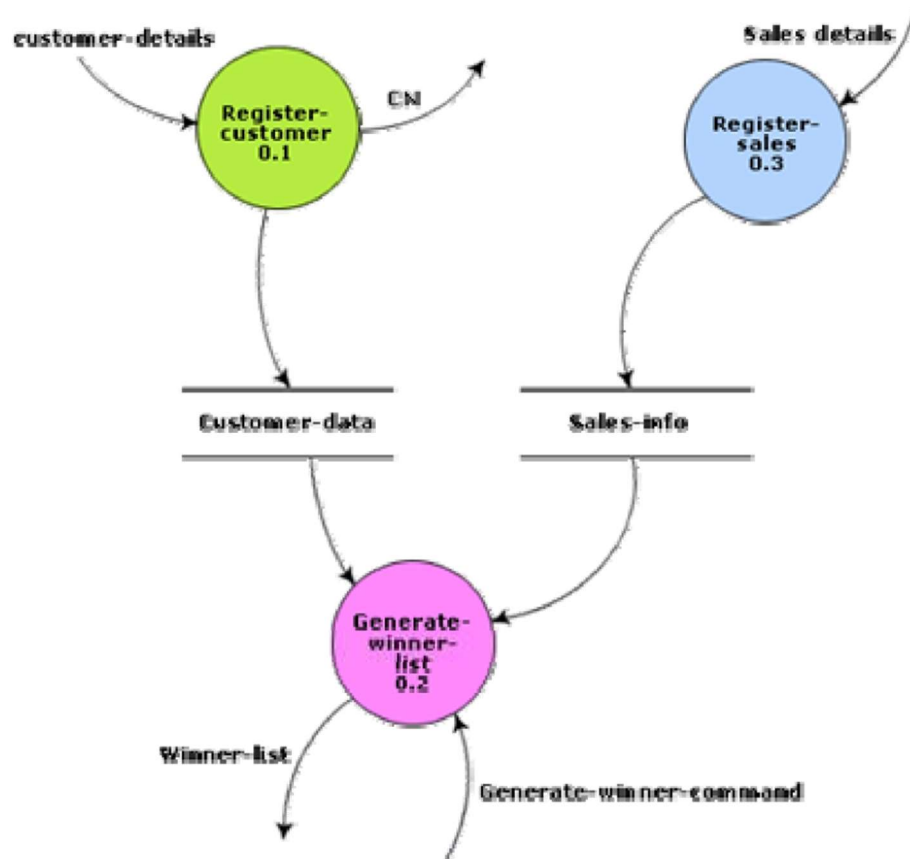 customer-details
Sales details
CN
Register-
customer
0.1
Register-
sales
0.3
Customer-data
Sales-info
Generate-
winner-
list
0.2
Winner-list
Generate-winner-command